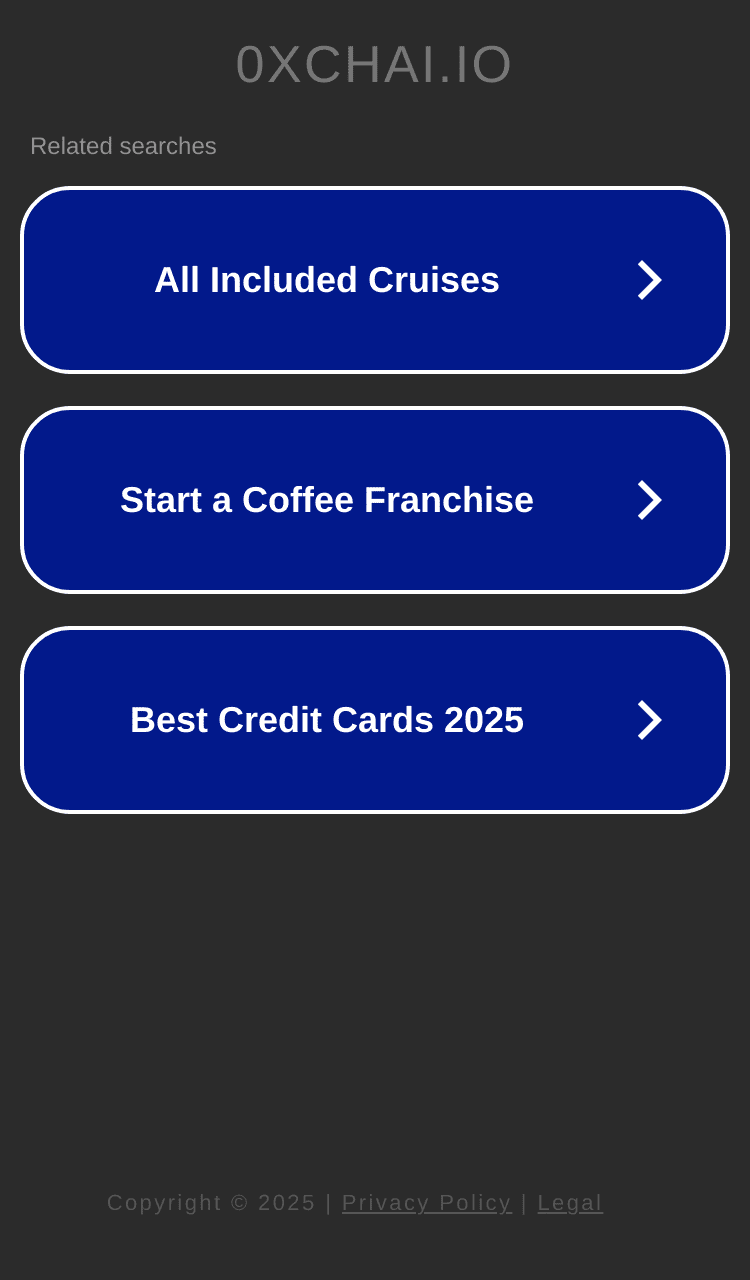 0XCHAI.IO
Related searches
All Included Cruises
Start a Coffee Franchise
Best Credit Cards 2025
Copyright © 2025 | Privacy Policy | Legal